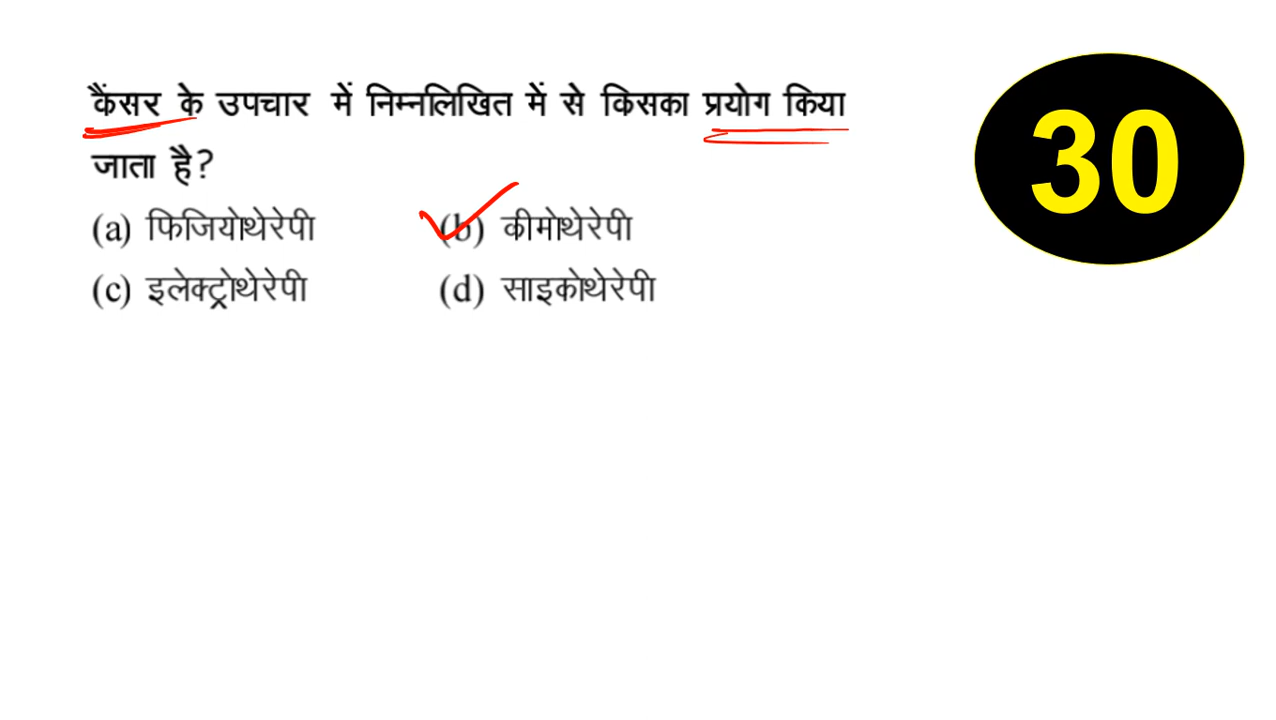 कैंसर के उपचार में निम्नलिखित में से किसका प्रयोग किया
जाता है?
(a) फिजियोथेरेपी (b) कीमोथेरेपी
(c) इलेक्ट्रोथेरेपी (d) साइकोथेरेपी
30